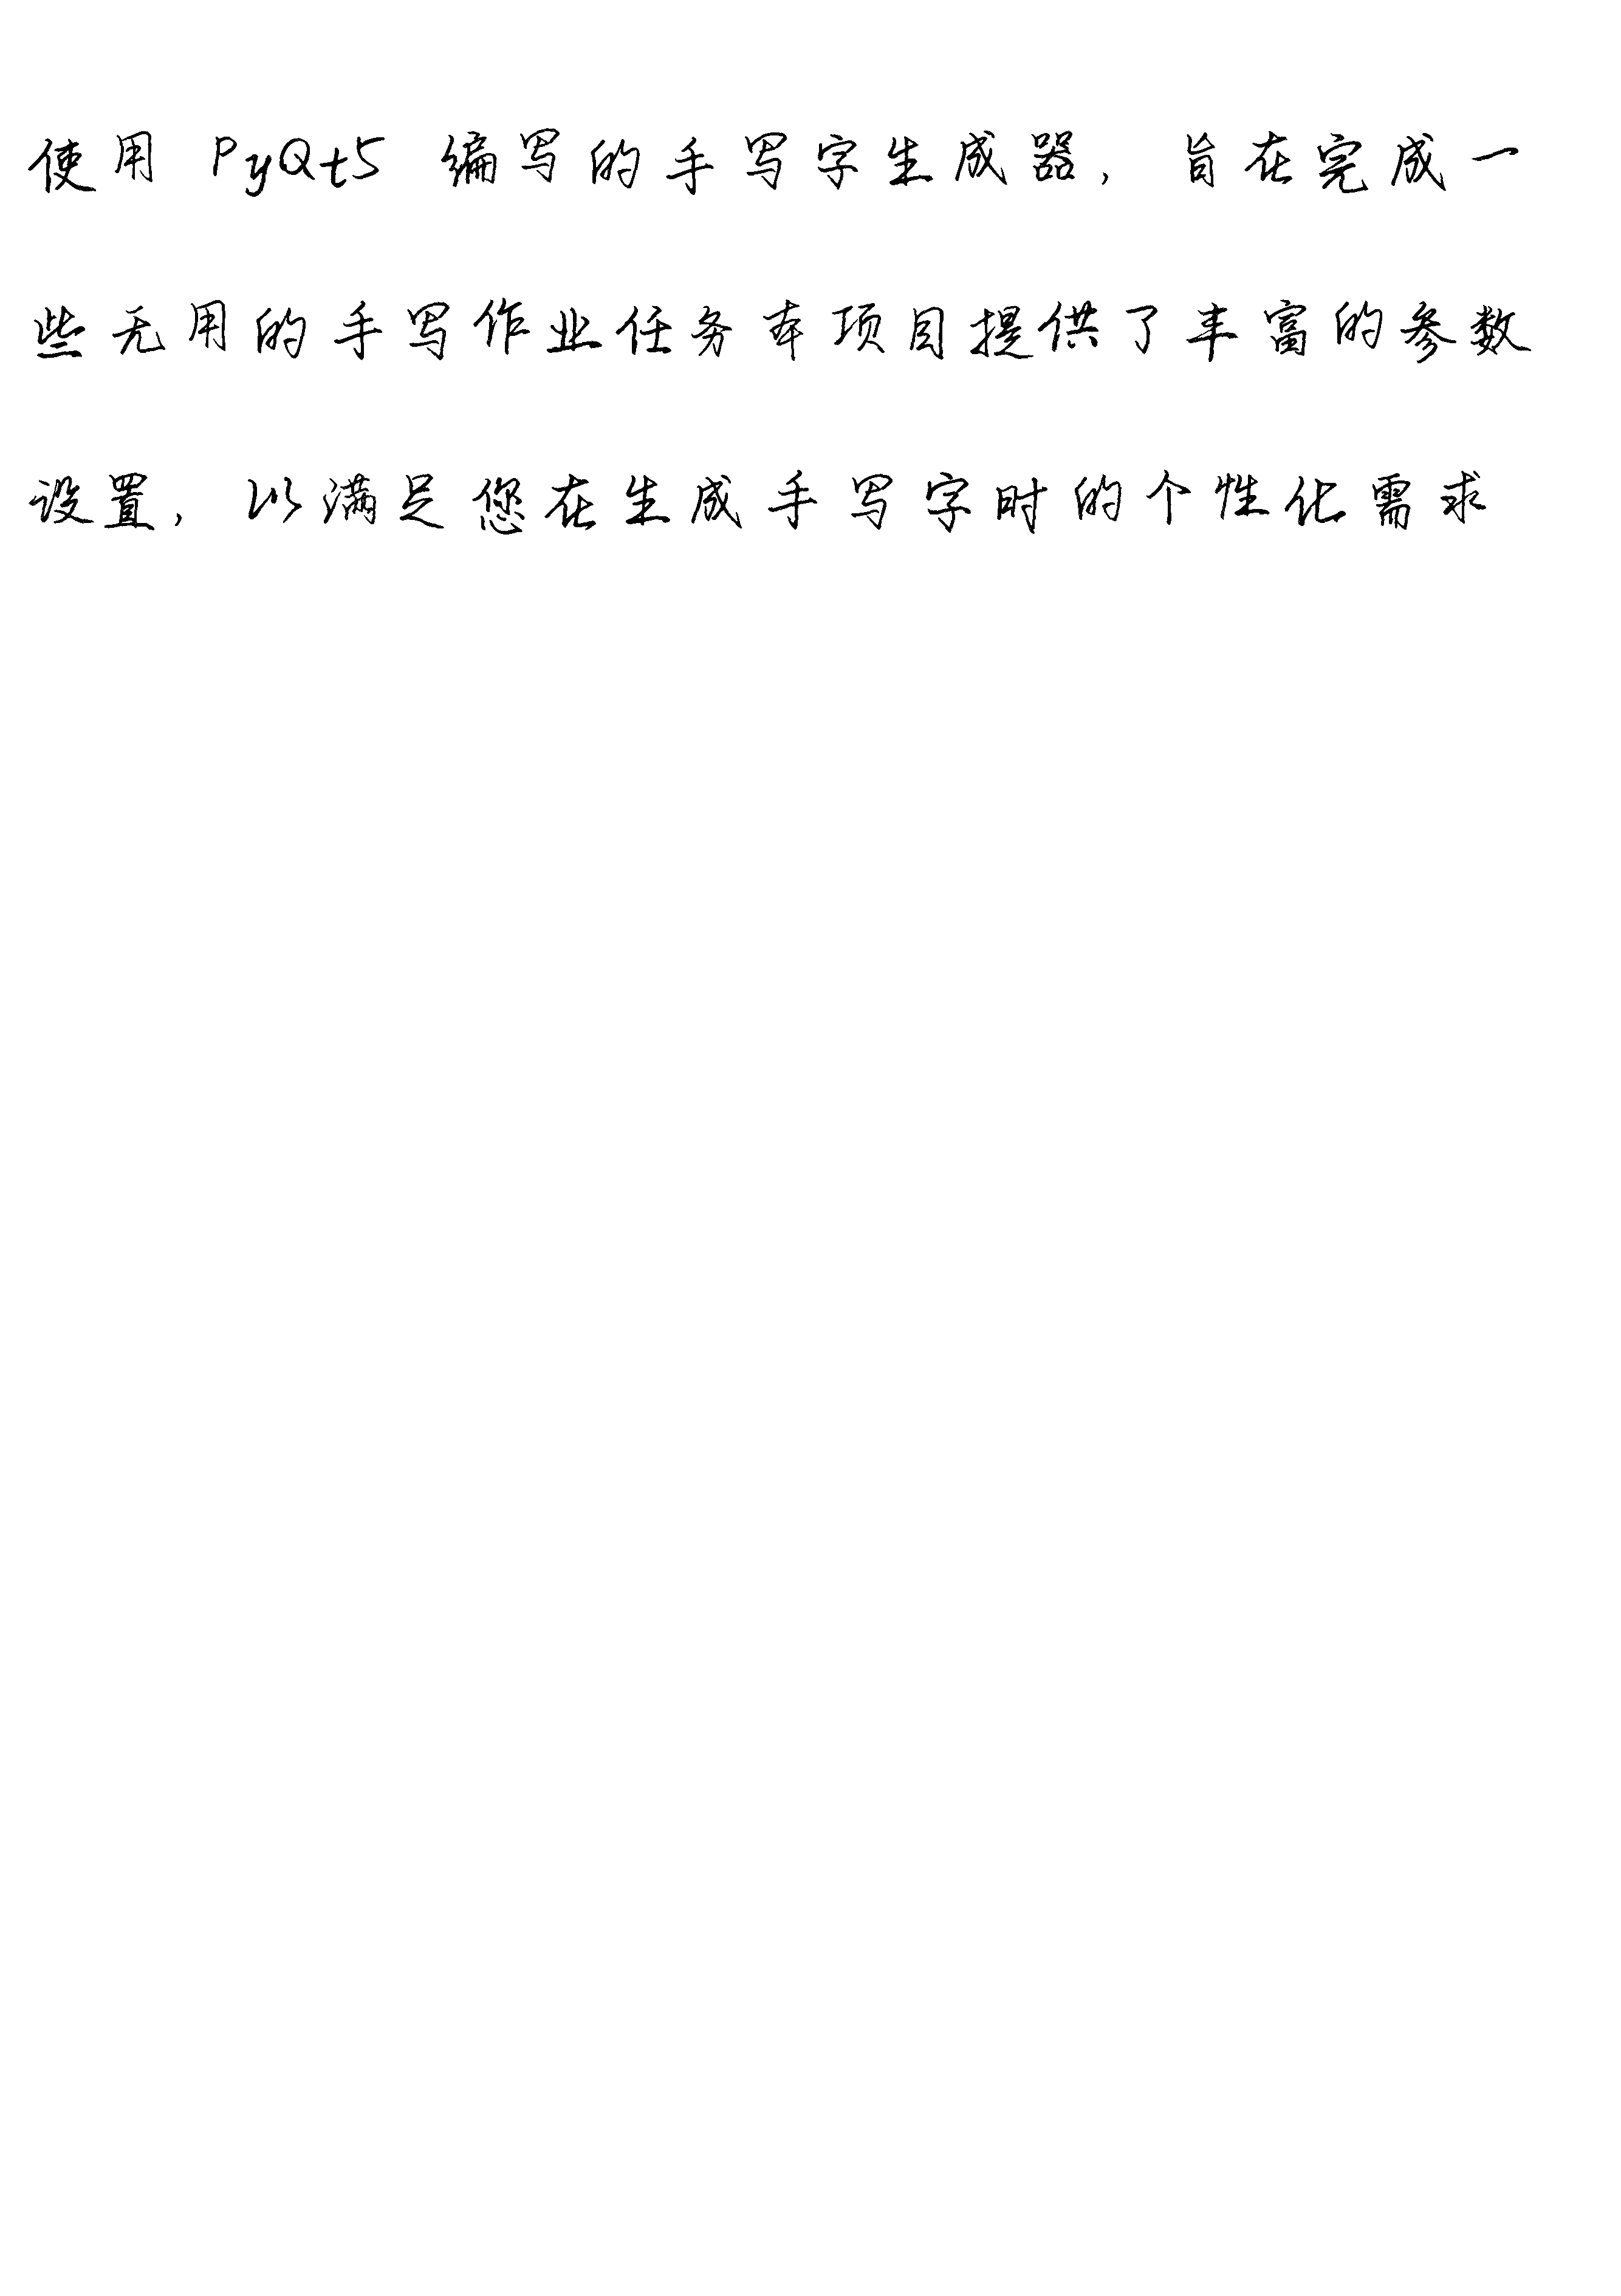 使用 PyQt5 编写的手写字生成器，旨在完成一
些无用的手写作业任务本项目提供了丰富的参数
设置，以满足您在生成手写字时的个性化需求